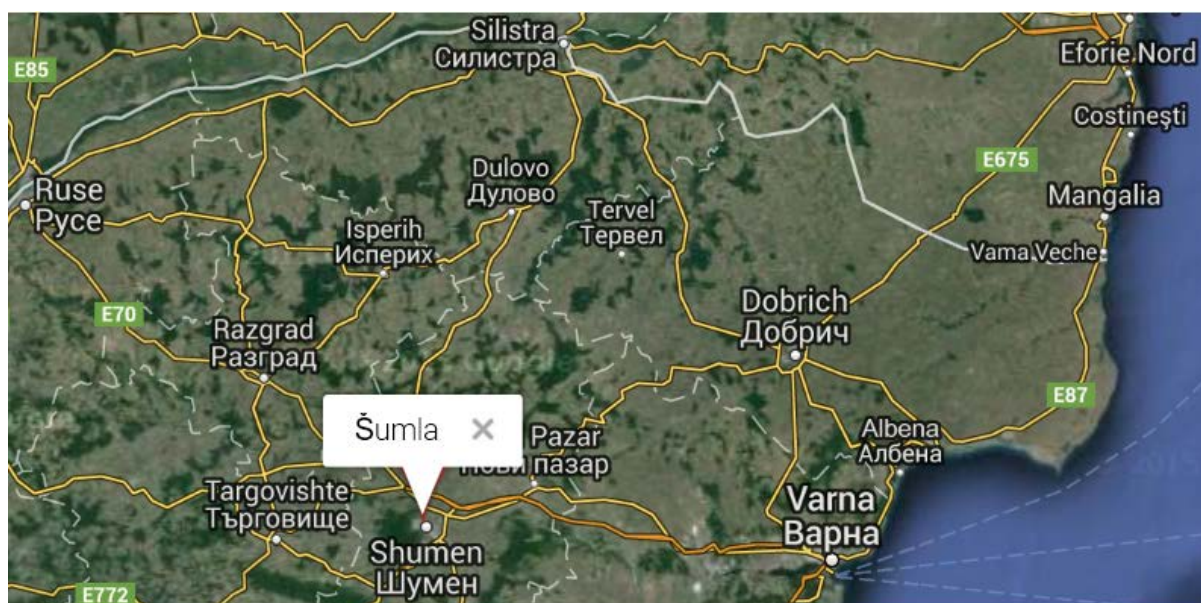 Silistra
Силистра
E85
Eforie Nord
Costinești
E675
Ruse
Русе
Dulovo
Дулово
Tervel
Тервел
Mangalia
Isperih
Исперих
Vama Veche
E70
Dobrich
Добрич
Razgrad
Разград
E87
Šumla
Pazar
Нови пазар
Albena
Албена
Targovishte
Търговище
Varna
Варна
Shumen
Шумен
E772